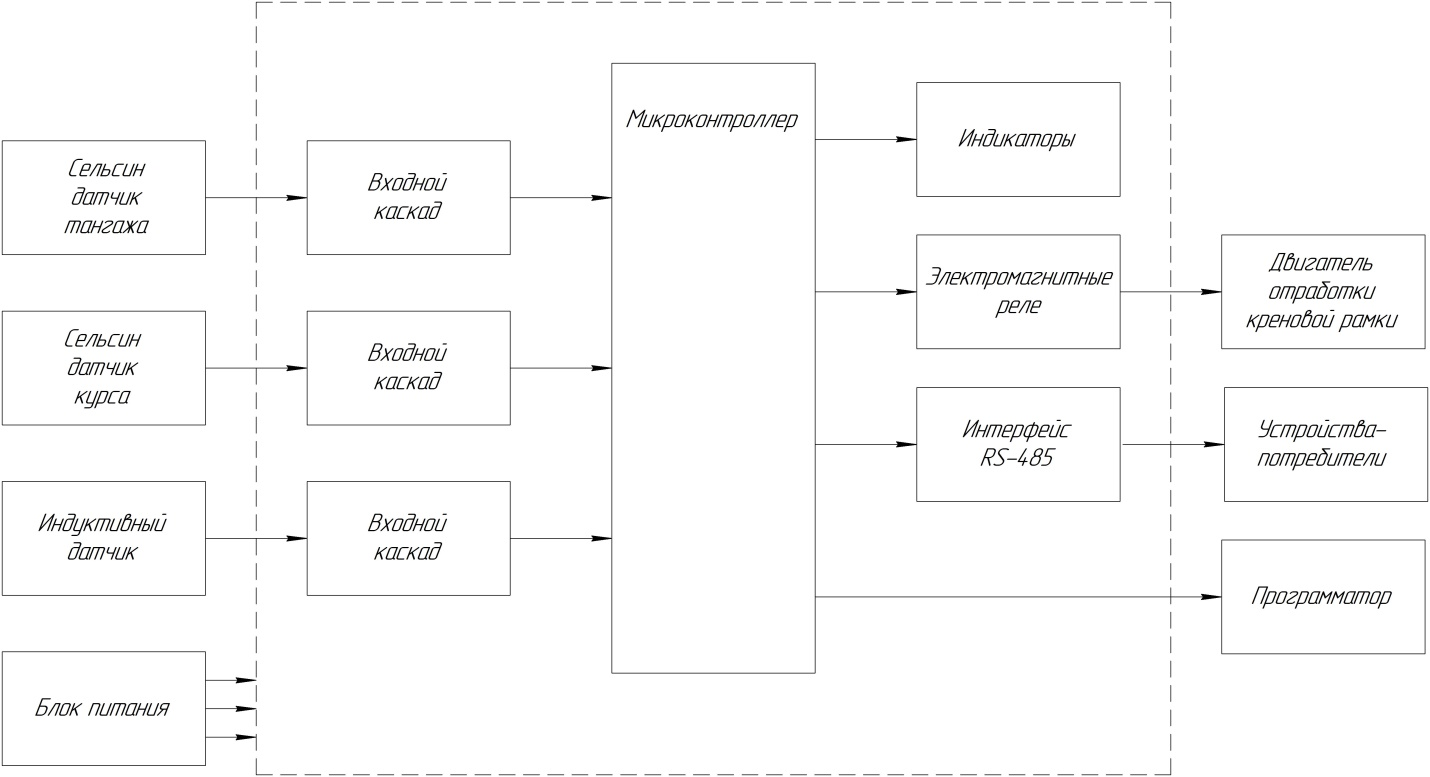 Сельсин
датчик
тангажа
Сельсин
датчик
курса
Индуктивный
датчик
Блок питания
Входной
каскад
Входной
каскад
Входной
каскад
Микроконтроллер
Индикаторы
Электромагнитные
реле
Интерфейс
RS-485
Двигатель
отработки
креновой рамки
Устройства-
потребители
Программатор